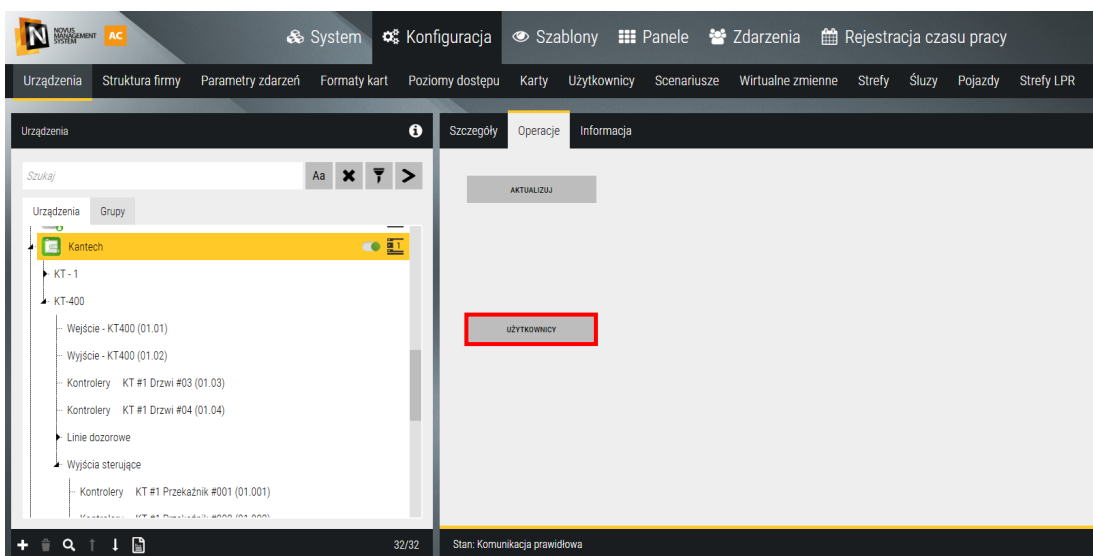 NOVUS
MANAGEMENT
SYSTEM
AC
System Konfiguracja Szablony Panele Zdarzenia Rejestracja czasu pracy
Urządzenia Struktura firmy Parametry zdarzeń Formaty kart Poziomy dostępu Karty Użytkownicy Scenariusze Wirtualne zmienne Strefy Śluzy Pojazdy Strefy LPR
Urządzenia
Szczegóły Operacje Informacja
Szukaj
Aa
AKTUALIZUJ
Urządzenia Grupy
Kantech
1
KT - 1
KT-400
Wejście - KT400 (01.01)
UŻYTKOWNICY
Wyjście - KT400 (01.02)
Kontrolery KT #1 Drzwi #03 (01.03)
Kontrolery KT #1 Drzwi #04 (01.04)
Linie dozorowe
Wyjścia sterujące
Kontrolery KT #1 Przekaźnik #001 (01.001)
32/32
Stan: Komunikacja prawidłowa